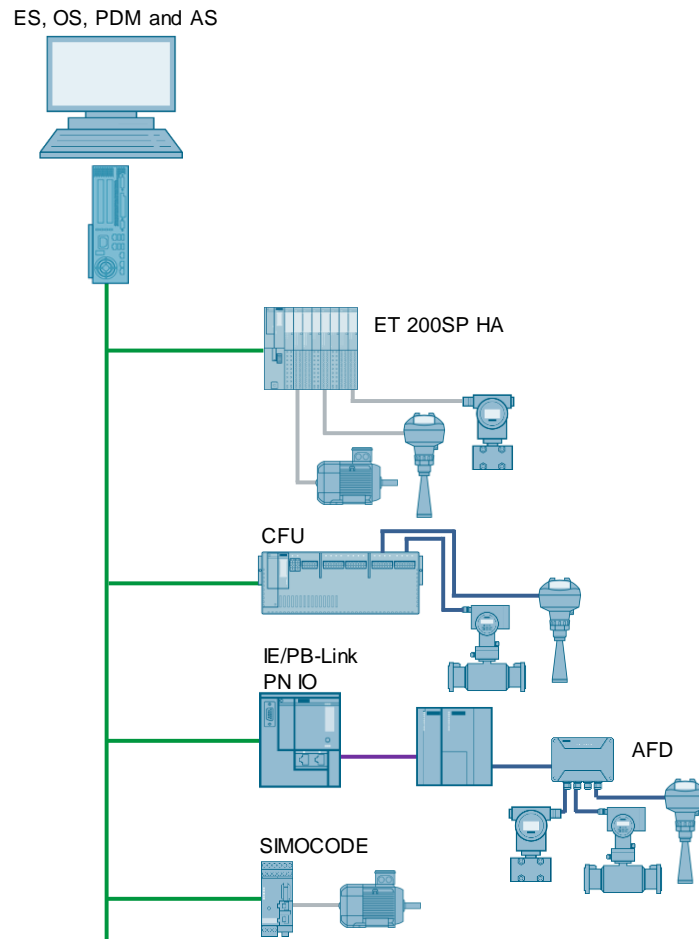 ES, OS, PDM and AS
ET 200SP HA
CFU
IE/PB-Link
PN IO
AFD
SIMOCODE